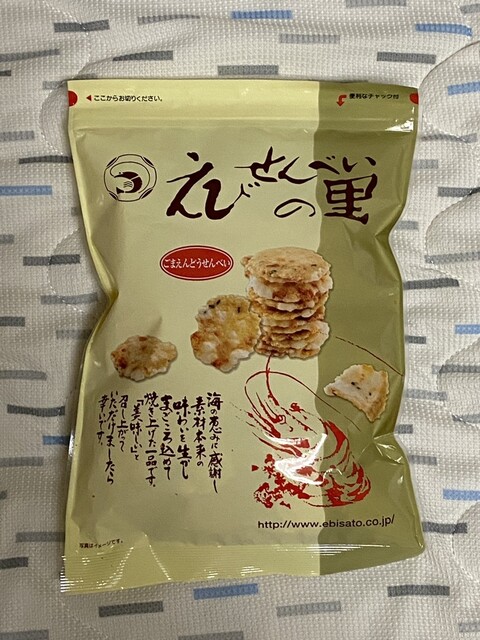 ここからお切りください。
便利なチャック付
えびせんべいの里
ごまえんどうせんべい
海の恵みに感謝し
素材本来の
味わいを生かし
まごころ込めて
焼き上げた一品です。
「美味しい」と
召し上がって
いただけましたら
幸いです。
http://www.ebisato.co.jp/
写真はイメージです。